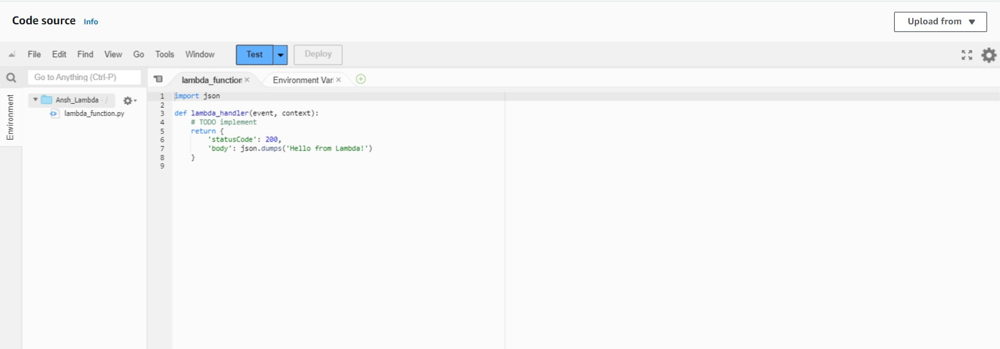 Code source Info
Upload from
File Edit Find View Go Tools Window Test Deploy
Go to Anything (Ctrl-P)
lambda_function
Environment Vari
Environment
Ansh_Lambda - /
lambda_function.py
1 import json
2
3 def lambda_handler(event, context):
4 # TODO implement
5 return {
6 'statusCode': 200,
7 'body': json.dumps('Hello from Lambda!')
8 }
9